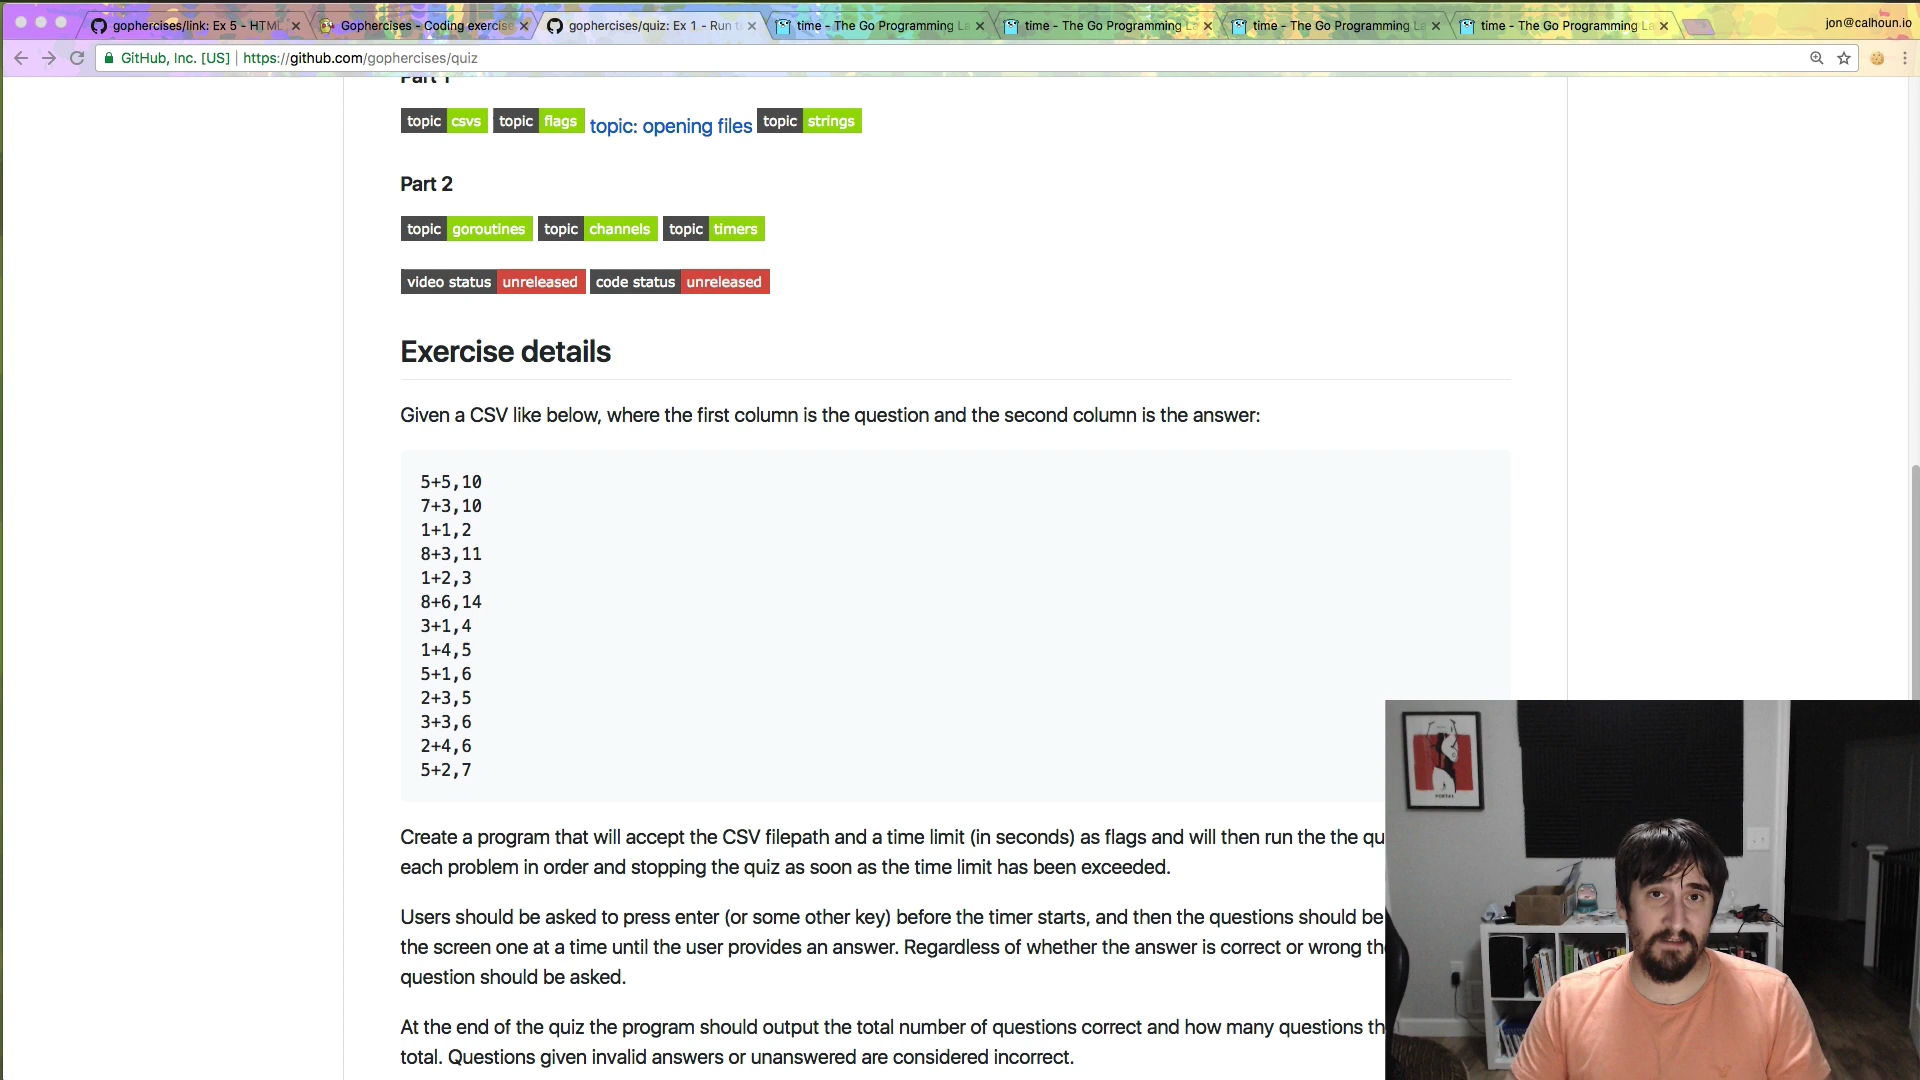 gophercises/link: Ex 5 - HTML
Gophercises - Coding exercise
gophercises/quiz: Ex 1 - Run t
time - The Go Programming La
time - The Go Programming La
time - The Go Programming La
time - The Go Programming La
jon@calhoun.io
GitHub, Inc. [US] | https://github.com/gophercises/quiz
Part 1
topic csvs topic flags topic: opening files topic strings
Part 2
topic goroutines topic channels topic timers
video status unreleased code status unreleased
Exercise details
Given a CSV like below, where the first column is the question and the second column is the answer:
5+5,10
7+3,10
1+1,2
8+3,11
1+2,3
8+6,14
3+1,4
1+4,5
5+1,6
2+3,5
3+3,6
2+4,6
5+2,7
Create a program that will accept the CSV filepath and a time limit (in seconds) as flags and will then run the the qu
each problem in order and stopping the quiz as soon as the time limit has been exceeded.
Users should be asked to press enter (or some other key) before the timer starts, and then the questions should be
the screen one at a time until the user provides an answer. Regardless of whether the answer is correct or wrong th
question should be asked.
At the end of the quiz the program should output the total number of questions correct and how many questions th
total. Questions given invalid answers or unanswered are considered incorrect.
PORTAL